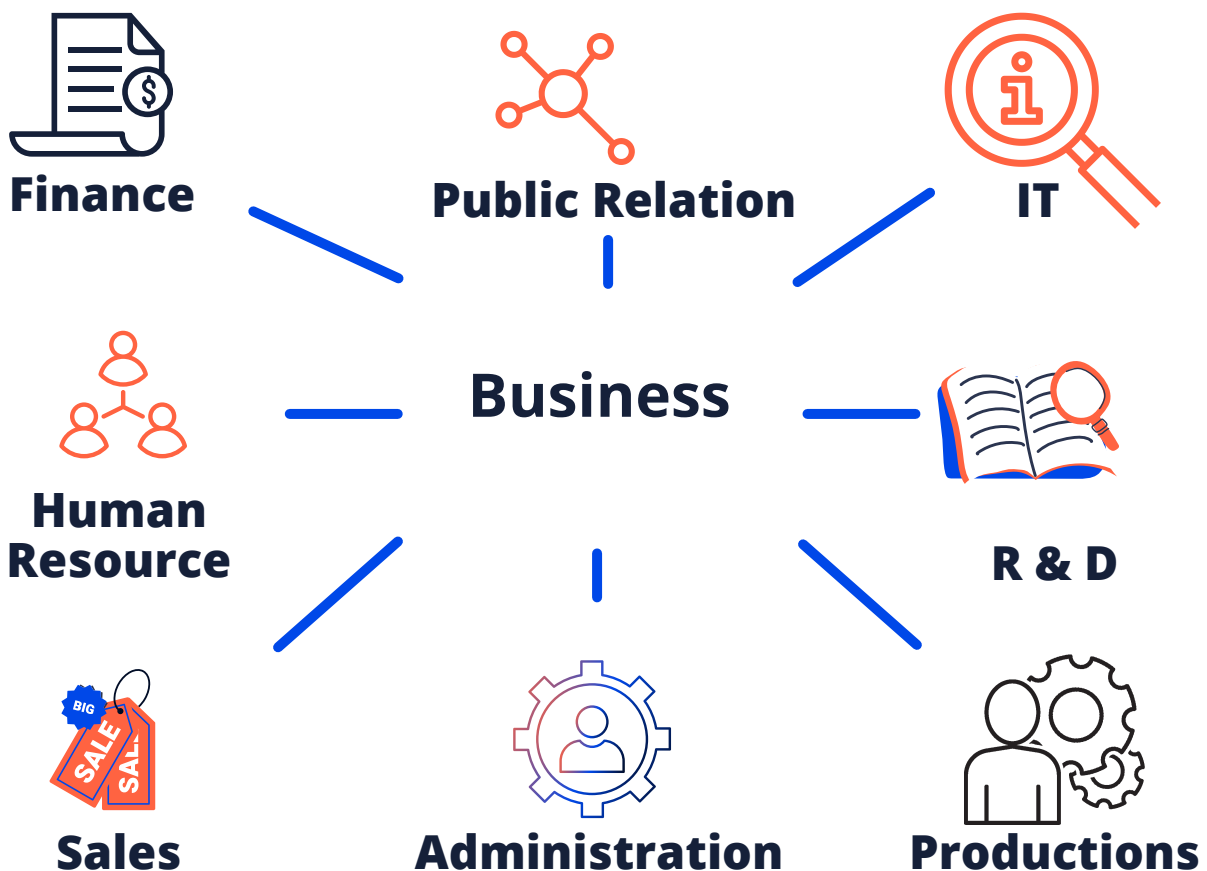 $
i
Finance
Public Relation
IT
Business
Human
Resource
R & D
BIG
SALE
SALE
Sales
Administration
Productions